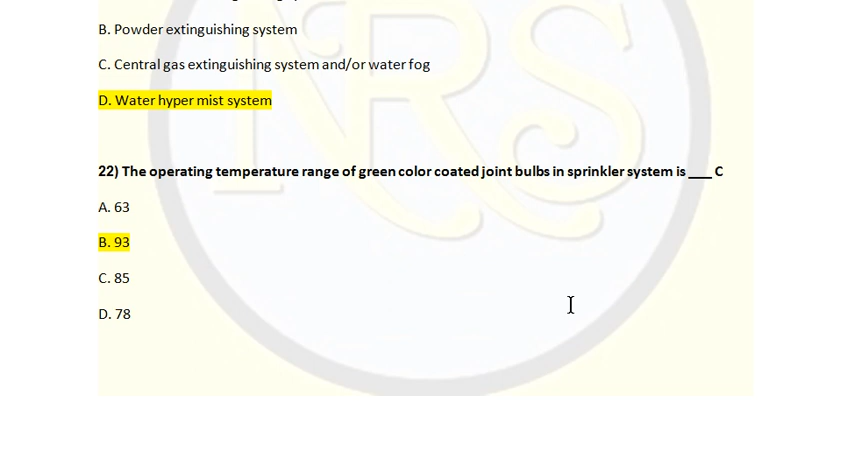 B. Powder extinguishing system
C. Central gas extinguishing system and/or water fog
D. Water hyper mist system
22) The operating temperature range of green color coated joint bulbs in sprinkler system is ___ C
A. 63
B. 93
C. 85
D. 78
NRS